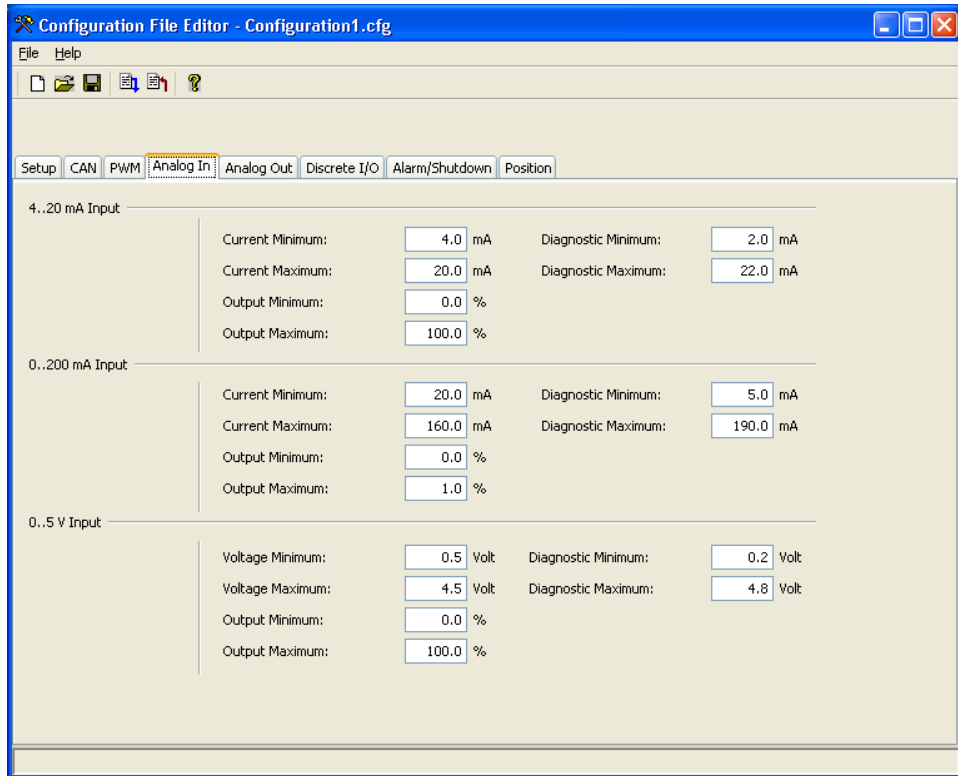 Configuration File Editor - Configuration1.cfg
File Help
Setup CAN PWM Analog In Analog Out Discrete I/O Alarm/Shutdown Position
4..20 mA Input
Current Minimum: 4.0 mA Diagnostic Minimum: 2.0 mA
Current Maximum: 20.0 mA Diagnostic Maximum: 22.0 mA
Output Minimum: 0.0 %
Output Maximum: 100.0 %
0..200 mA Input
Current Minimum: 20.0 mA Diagnostic Minimum: 5.0 mA
Current Maximum: 160.0 mA Diagnostic Maximum: 190.0 mA
Output Minimum: 0.0 %
Output Maximum: 1.0 %
0..5 V Input
Voltage Minimum: 0.5 Volt Diagnostic Minimum: 0.2 Volt
Voltage Maximum: 4.5 Volt Diagnostic Maximum: 4.8 Volt
Output Minimum: 0.0 %
Output Maximum: 100.0 %